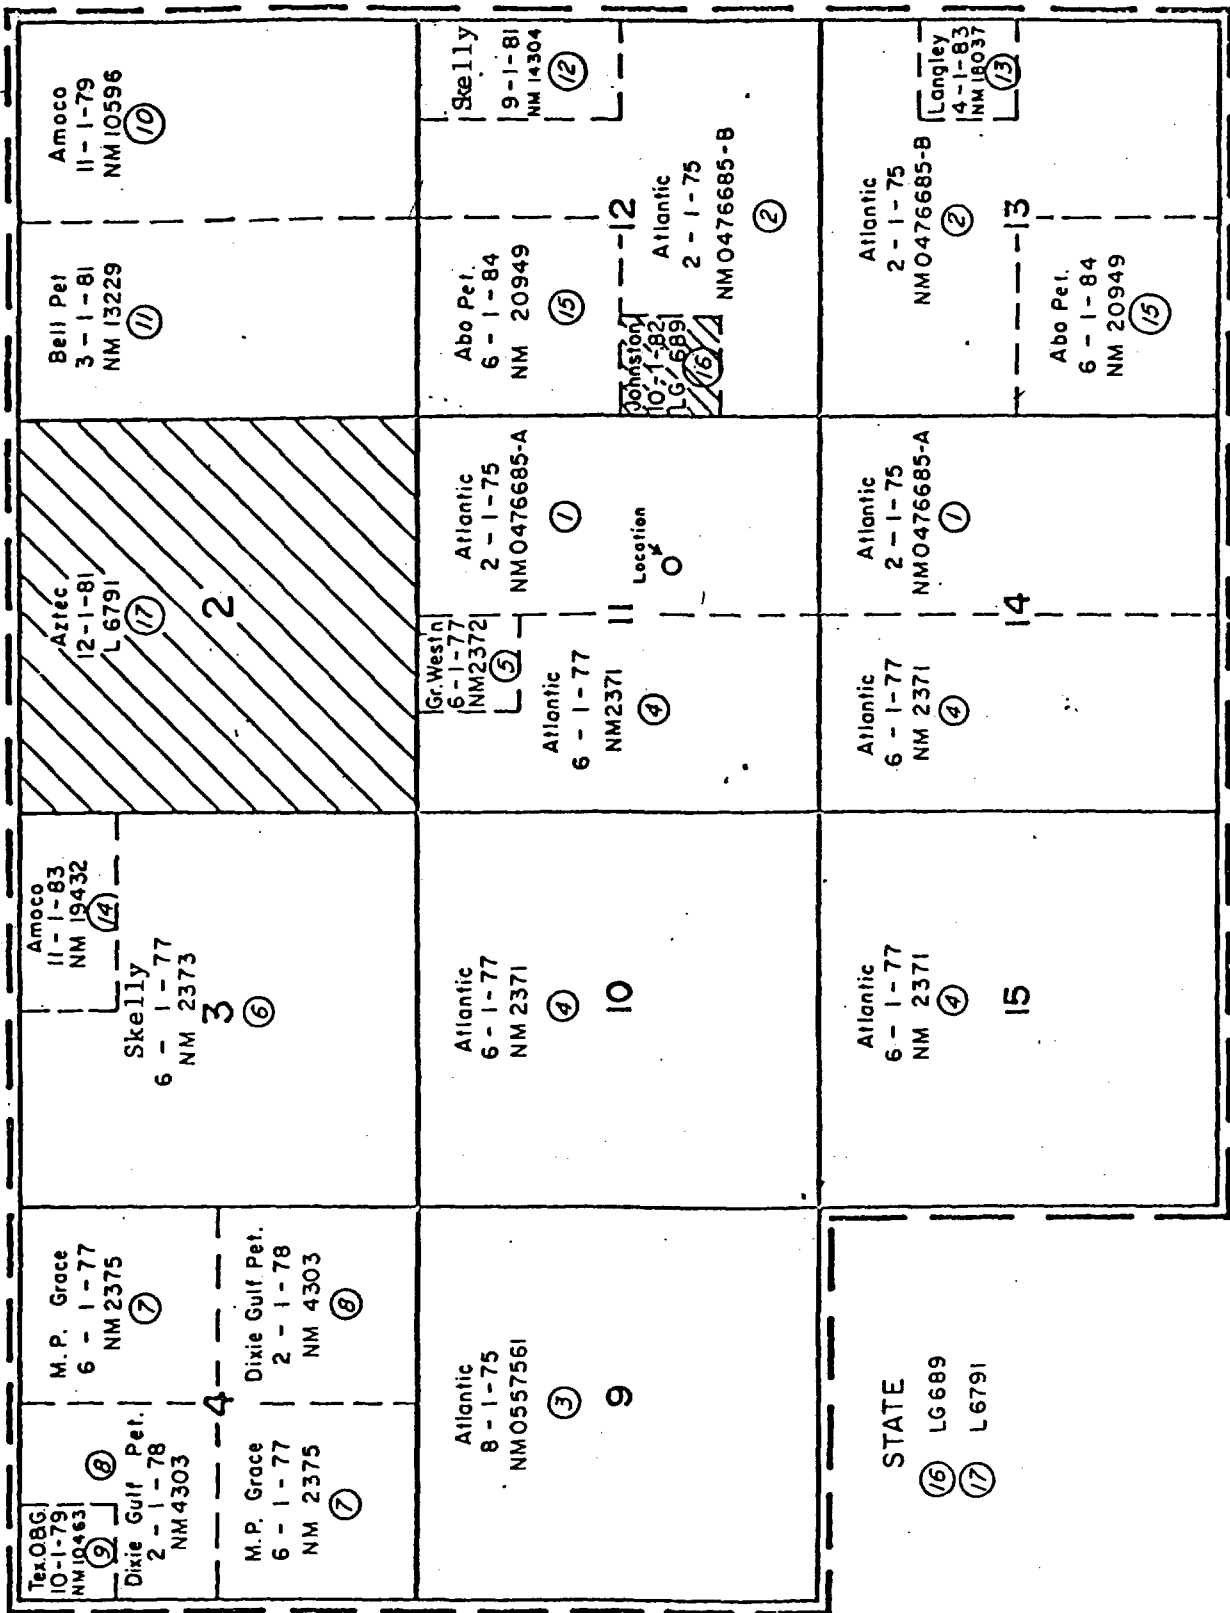 Tex.O&G.
10-1-79
NM10463
9
8
Dixie Gulf Pet.
2-1-78
NM4303
M.P. Grace
6-1-77
NM2375
7
4
M.P. Grace
6-1-77
NM 2375
7
Dixie Gulf Pet.
2-1-78
NM 4303
8
Amoco
11-1-83
NM 19432
14
Skelly
6-1-77
NM 2373
3
6
Aztec
12-1-81
L 6791
17
2
Bell Pet
3-1-81
NM 13229
11
Amoco
11-1-79
NM 10596
10
Atlantic
8-1-75
NM0557561
3
9
Atlantic
6-1-77
NM 2371
4
10
Gr. Westn
6-1-77
NM2372
5
Atlantic
6-1-77
NM2371
4
11
Atlantic
2-1-75
NM0476685-A
1
Location
Abo Pet.
6-1-84
NM 20949
15
Skelly
9-1-81
NM 14304
12
12
Johnston
10-1-82
LG 689
16
Atlantic
2-1-75
NM0476685-B
2
STATE
16 LG689
17 L6791
Atlantic
6-1-77
NM 2371
4
15
Atlantic
6-1-77
NM 2371
4
14
Atlantic
2-1-75
NM0476685-A
1
Atlantic
2-1-75
NM0476685-B
2
Langley
4-1-83
NM18037
13
13
Abo Pet.
6-1-84
NM 20949
15